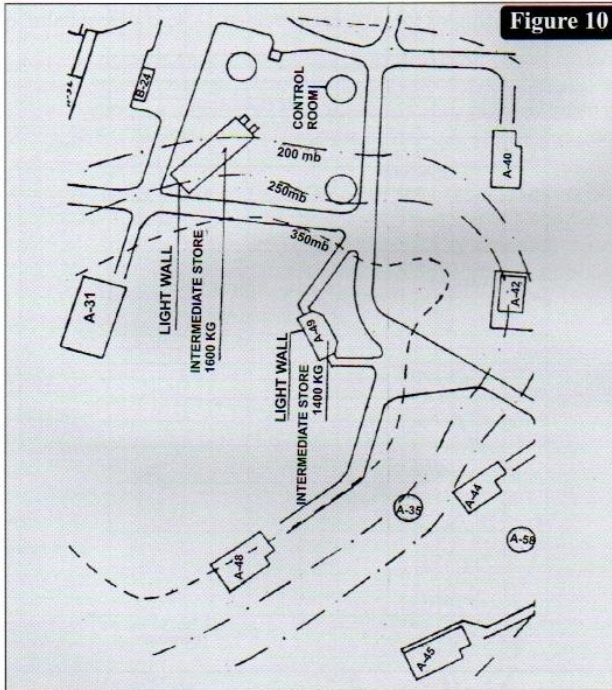 Figure 10
B-24
CONTROL
ROOM
200 mb
A-40
250mb
350mb
A-31
LIGHT WALL
INTERMEDIATE STORE
1600 KG
A-42
A-49
LIGHT WALL
INTERMEDIATE STORE
1400 KG
A-44
A-35
A-58
A-48
A-45